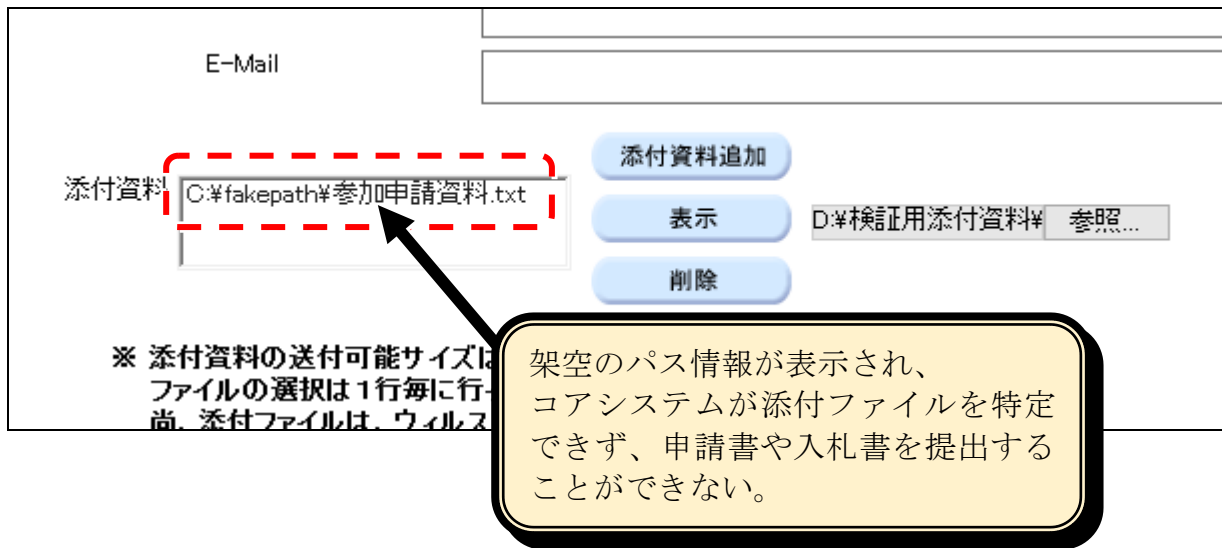 E-Mail
添付資料追加
添付資料
C:¥fakepath¥参加申請資料.txt
表示
D:¥検証用添付資料¥
参照...
削除
※ 添付資料の送付可能サイズは
ファイルの選択は1行毎に行
尚、添付ファイルは、ウィルス
架空のパス情報が表示され、
コアシステムが添付ファイルを特定
できず、申請書や入札書を提出する
ことができない。